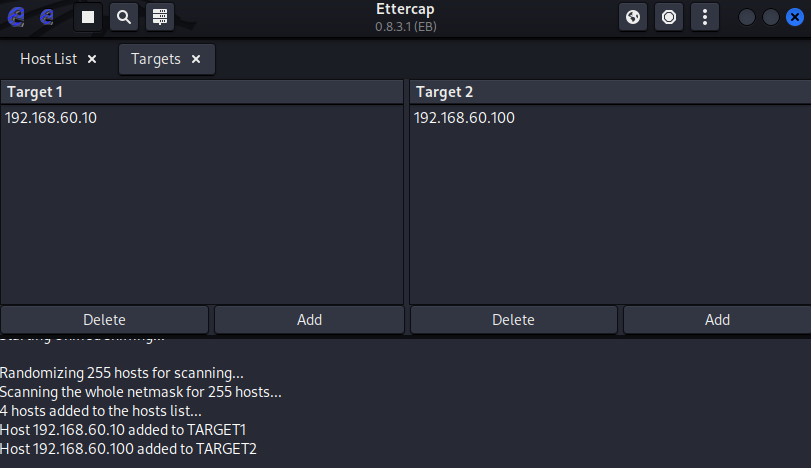 Ettercap
0.8.3.1 (EB)
Host List ×
Targets ×
Target 1
Target 2
192.168.60.10
192.168.60.100
Delete
Add
Delete
Add
Randomizing 255 hosts for scanning...
Scanning the whole netmask for 255 hosts...
4 hosts added to the hosts list...
Host 192.168.60.10 added to TARGET1
Host 192.168.60.100 added to TARGET2